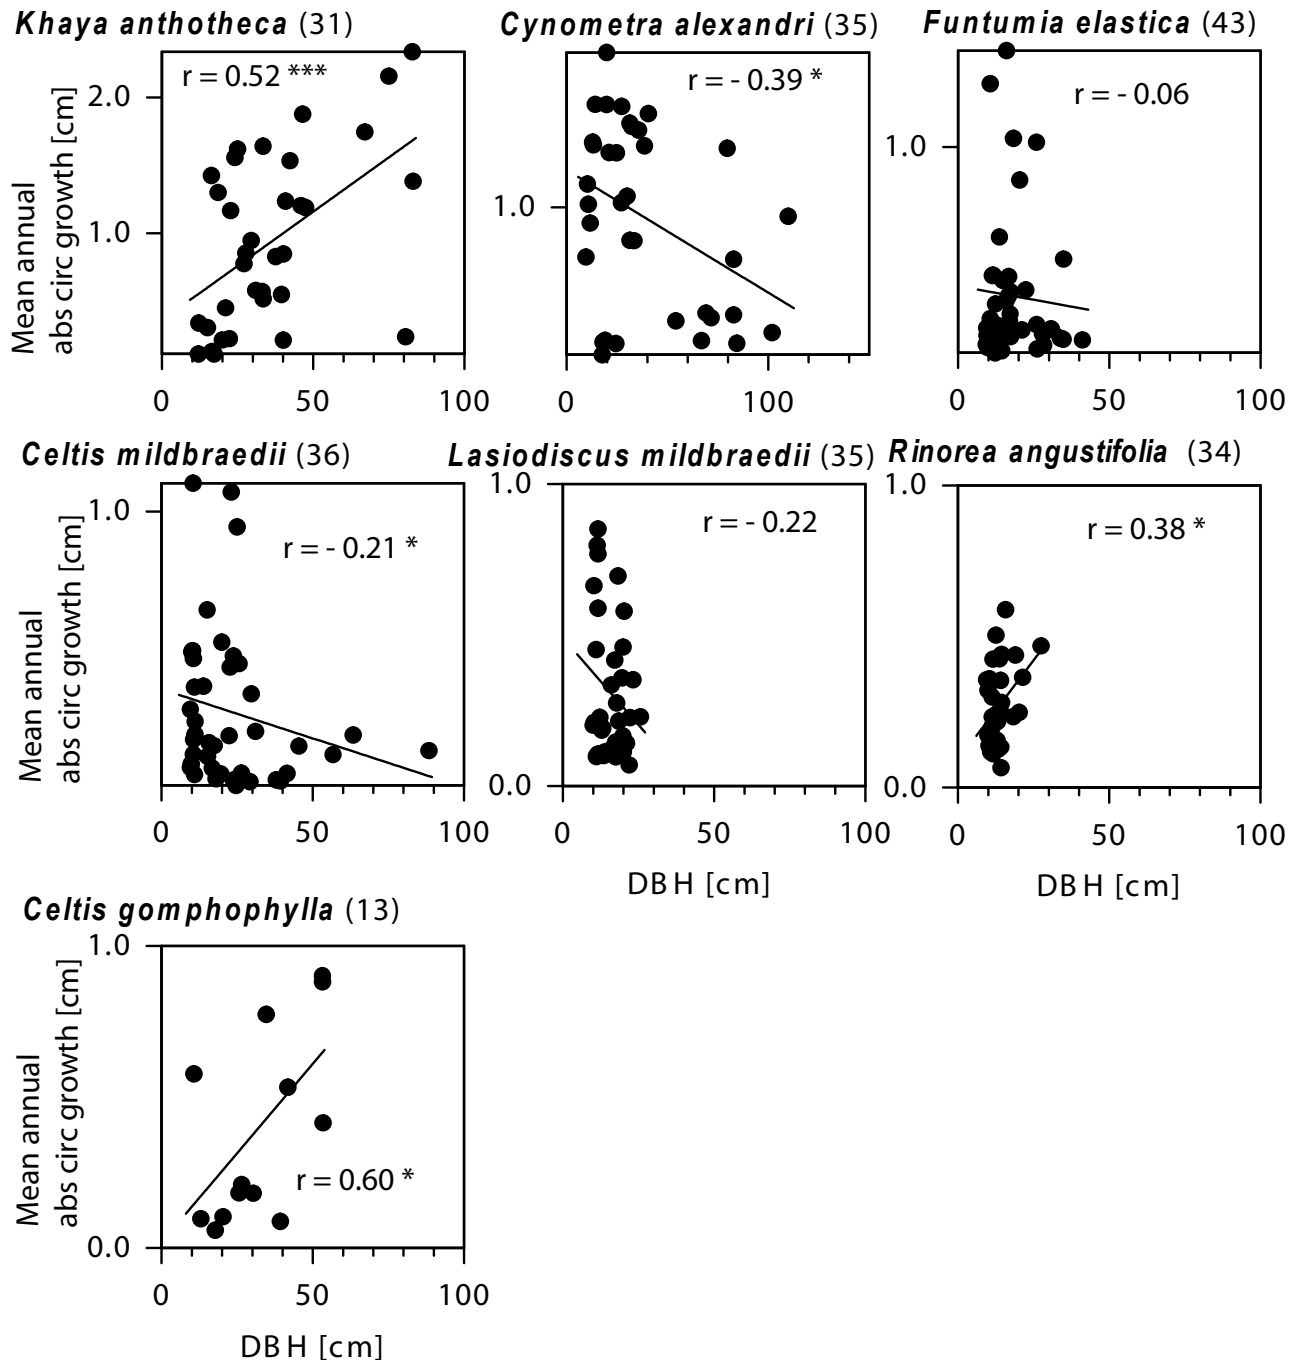 Khaya anthotheca (31)
Cynometra alexandri (35)
Funtumia elastica (43)
r = 0.52 ***
r = - 0.39 *
r = - 0.06
Mean annual
abs circ growth [cm]
2.0
1.0
1.0
1.0
0 50 100
0 100
0 50 100
Celtis mildbraedii (36)
Lasiodiscus mildbraedii (35)
Rinorea angustifolia (34)
r = - 0.21 *
r = - 0.22
r = 0.38 *
Mean annual
abs circ growth [cm]
1.0
1.0
0.0
1.0
0.0
0 50 100
0 50 100
0 50 100
DBH [cm]
DBH [cm]
Celtis gomphophylla (13)
Mean annual
abs circ growth [cm]
1.0
r = 0.60 *
0.0
0 50 100
DBH [cm]